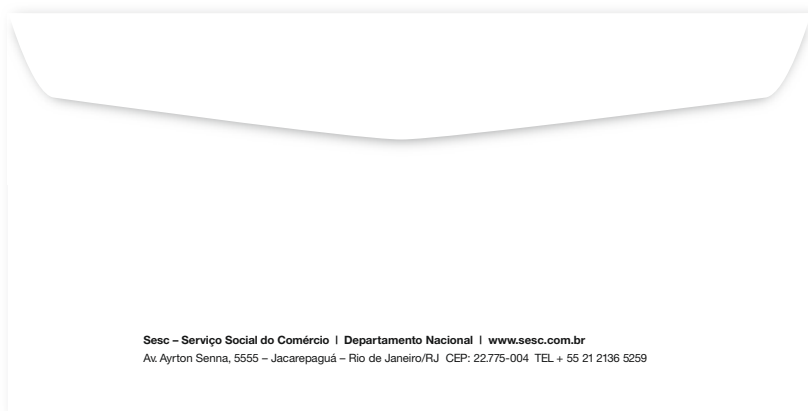 Sesc – Serviço Social do Comércio | Departamento Nacional | www.sesc.com.br
Av. Ayrton Senna, 5555 – Jacarepaguá – Rio de Janeiro/RJ CEP: 22.775-004 TEL + 55 21 2136 5259